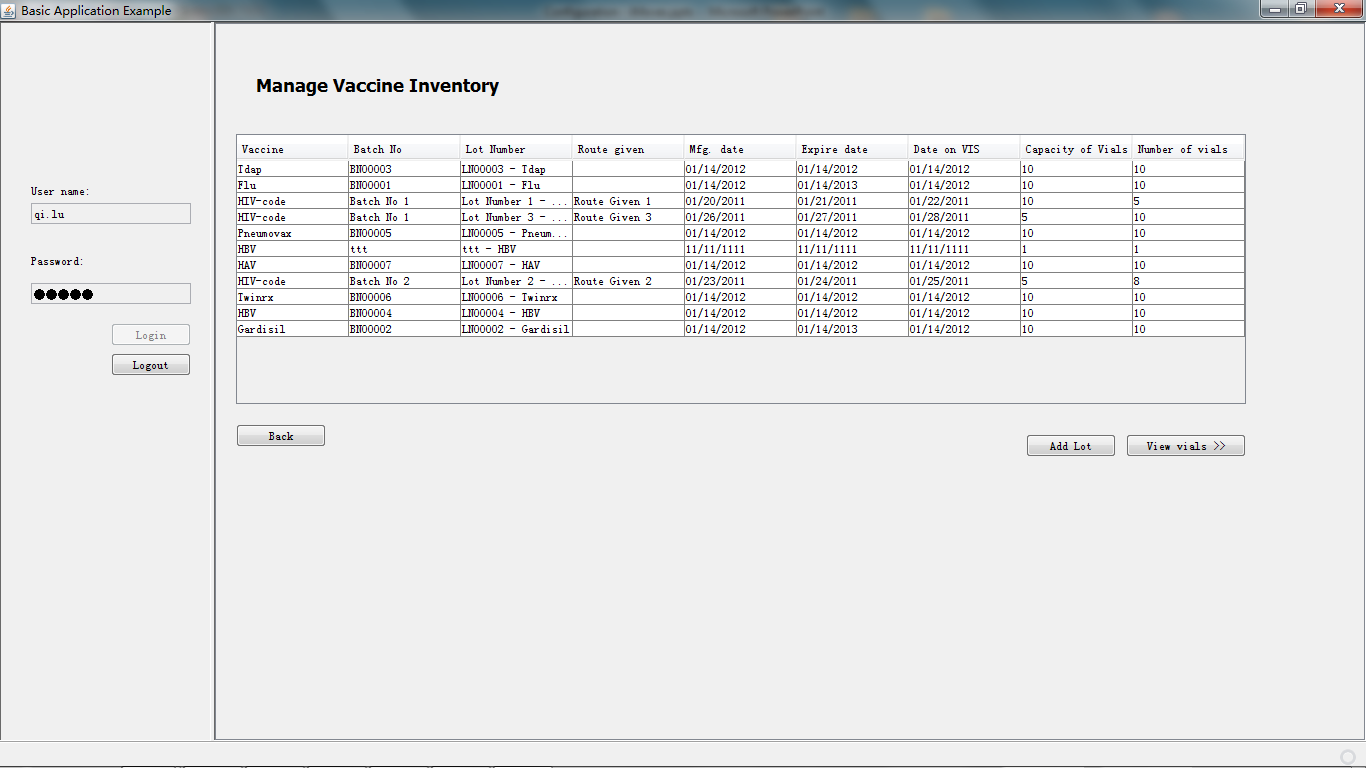 Basic Application Example
Manage Vaccine Inventory
User name:
qi.lu
Password:
Login
Logout
Vaccine Batch No Lot Number Route given Mfg. date Expire date Date on VIS Capacity of Vials Number of vials
Tdap BN00003 LN00003 - Tdap 01/14/2012 01/14/2012 01/14/2012 10 10
Flu BN00001 LN00001 - Flu 01/14/2012 01/14/2013 01/14/2012 10 10
HIV-code Batch No 1 Lot Number 1 - ... Route Given 1 01/20/2011 01/21/2011 01/22/2011 10 5
HIV-code Batch No 1 Lot Number 3 - ... Route Given 3 01/26/2011 01/27/2011 01/28/2011 5 10
Pneumovax BN00005 LN00005 - Pneum... 01/14/2012 01/14/2012 01/14/2012 10 10
HBV ttt ttt - HBV 11/11/1111 11/11/1111 11/11/1111 1 1
HAV BN00007 LN00007 - HAV 01/14/2012 01/14/2012 01/14/2012 10 10
HIV-code Batch No 2 Lot Number 2 - ... Route Given 2 01/23/2011 01/24/2011 01/25/2011 5 8
Twinrx BN00006 LN00006 - Twinrx 01/14/2012 01/14/2012 01/14/2012 10 10
HBV BN00004 LN00004 - HBV 01/14/2012 01/14/2012 01/14/2012 10 10
Gardisil BN00002 LN00002 - Gardisil 01/14/2012 01/14/2013 01/14/2012 10 10
Back
Add Lot
View vials >>